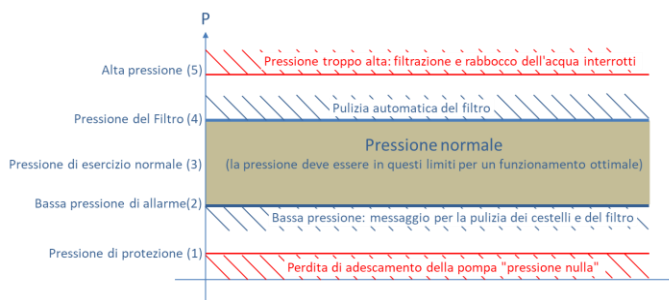 P
Alta pressione (5)
Pressione troppo alta: filtrazione e rabbocco dell'acqua interrotti
Pulizia automatica del filtro
Pressione del Filtro (4)
Pressione normale
Pressione di esercizio normale (3)
(la pressione deve essere in questi limiti per un funzionamento ottimale)
Bassa pressione di allarme(2)
Bassa pressione: messaggio per la pulizia dei cestelli e del filtro
Pressione di protezione (1)
Perdita di adescamento della pompa "pressione nulla"